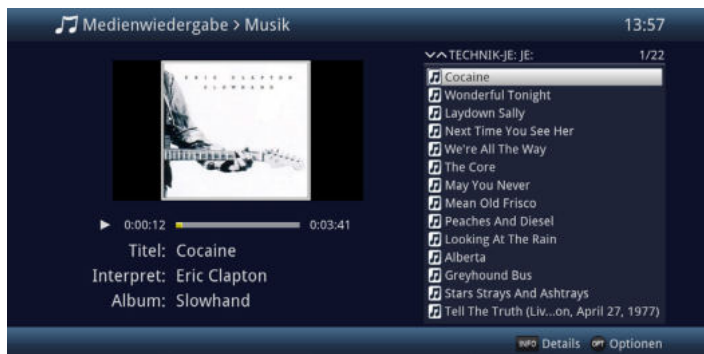 Medienwiedergabe > Musik
13:57
TECHNIK-JE: JE:
1/22
ERIC CLAPTON
SLOWHAND
Cocaine
Wonderful Tonight
Laydown Sally
Next Time You See Her
We're All The Way
The Core
May You Never
Mean Old Frisco
Peaches And Diesel
Looking At The Rain
Alberta
Greyhound Bus
Stars Strays And Ashtrays
Tell The Truth (Liv...on, April 27, 1977)
0:00:12
0:03:41
Titel: Cocaine
Interpret: Eric Clapton
Album: Slowhand
INFO Details OPT Optionen